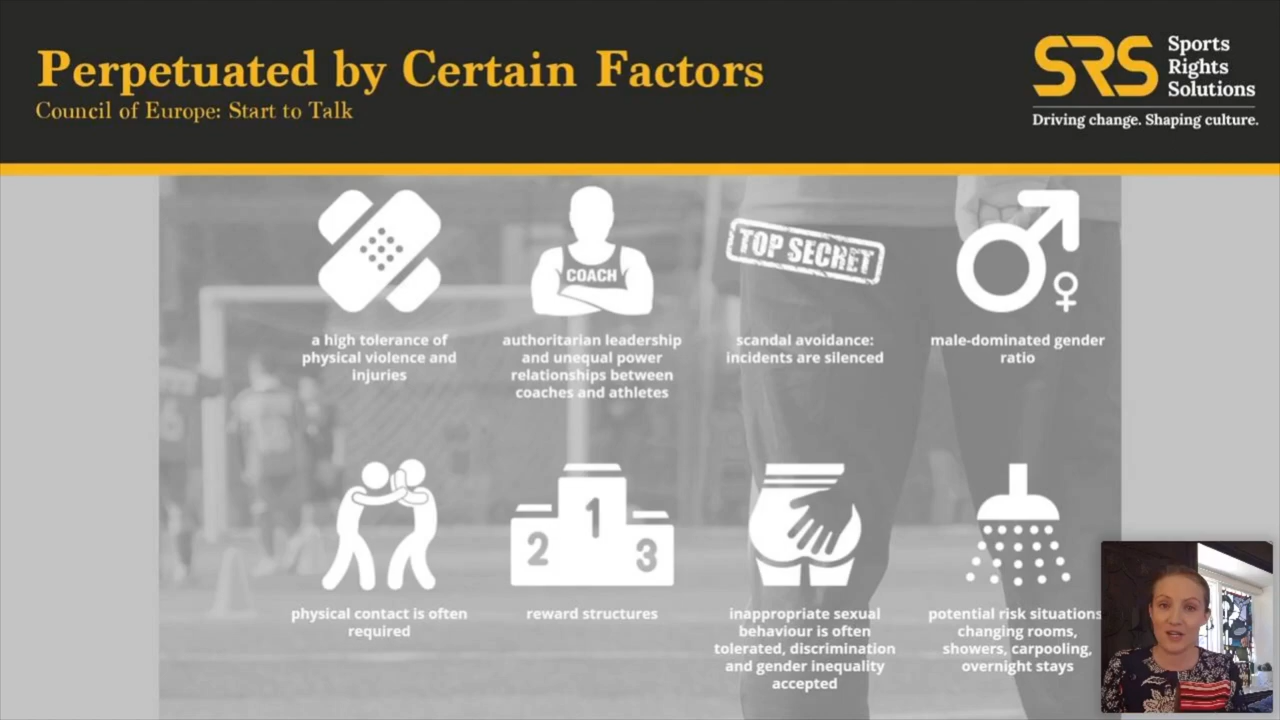 Perpetuated by Certain Factors
Council of Europe: Start to Talk
SRS
Sports
Rights
Solutions
Driving change. Shaping culture.
COACH
TOP SECRET
a high tolerance of
physical violence and
injuries
authoritarian leadership
and unequal power
relationships between
coaches and athletes
scandal avoidance:
incidents are silenced
male-dominated gender
ratio
2
1
3
physical contact is often
required
reward structures
inappropriate sexual
behaviour is often
tolerated, discrimination
and gender inequality
accepted
potential risk situations
changing rooms,
showers, carpooling,
overnight stays